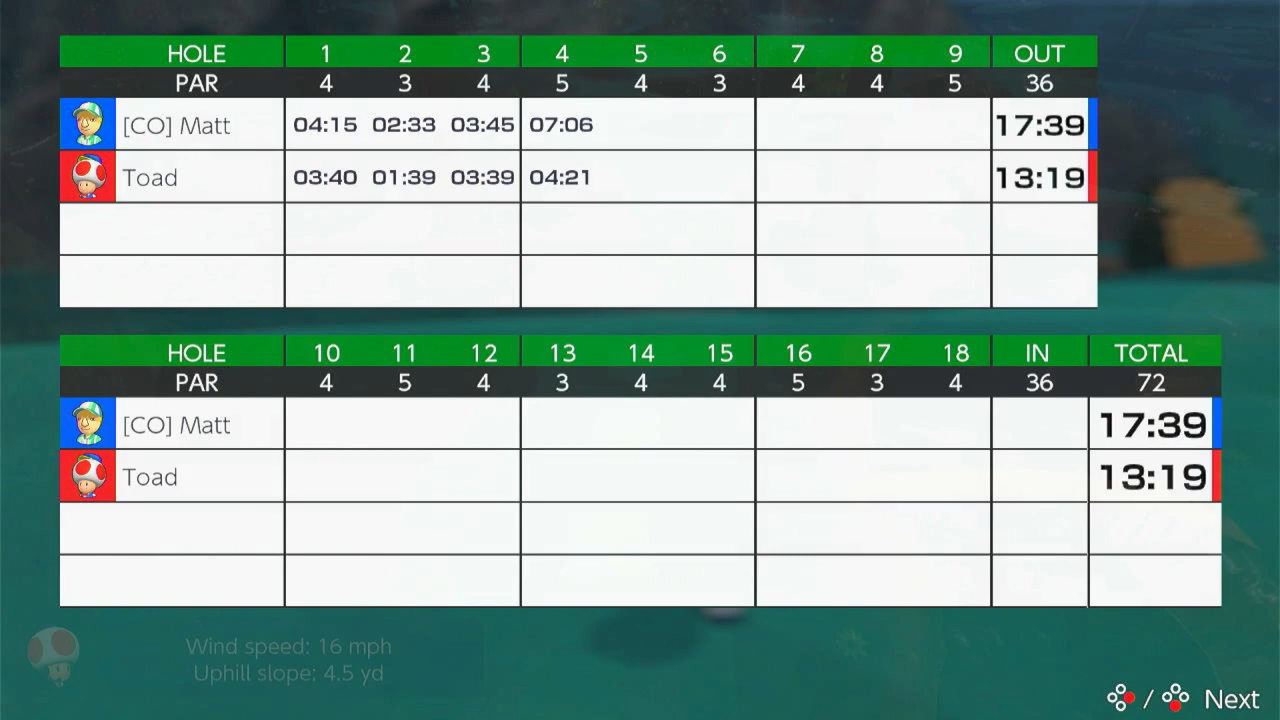 HOLE 1 2 3 4 5 6 7 8 9 OUT
PAR 4 3 4 5 4 3 4 4 5 36
[CO] Matt 04:15 02:33 03:45 07:06 17:39
Toad 03:40 01:39 03:39 04:21 13:19
HOLE 10 11 12 13 14 15 16 17 18 IN TOTAL
PAR 4 5 4 3 4 4 5 3 4 36 72
[CO] Matt 17:39
Toad 13:19
Wind speed: 16 mph
Uphill slope: 4.5 yd
/ Next